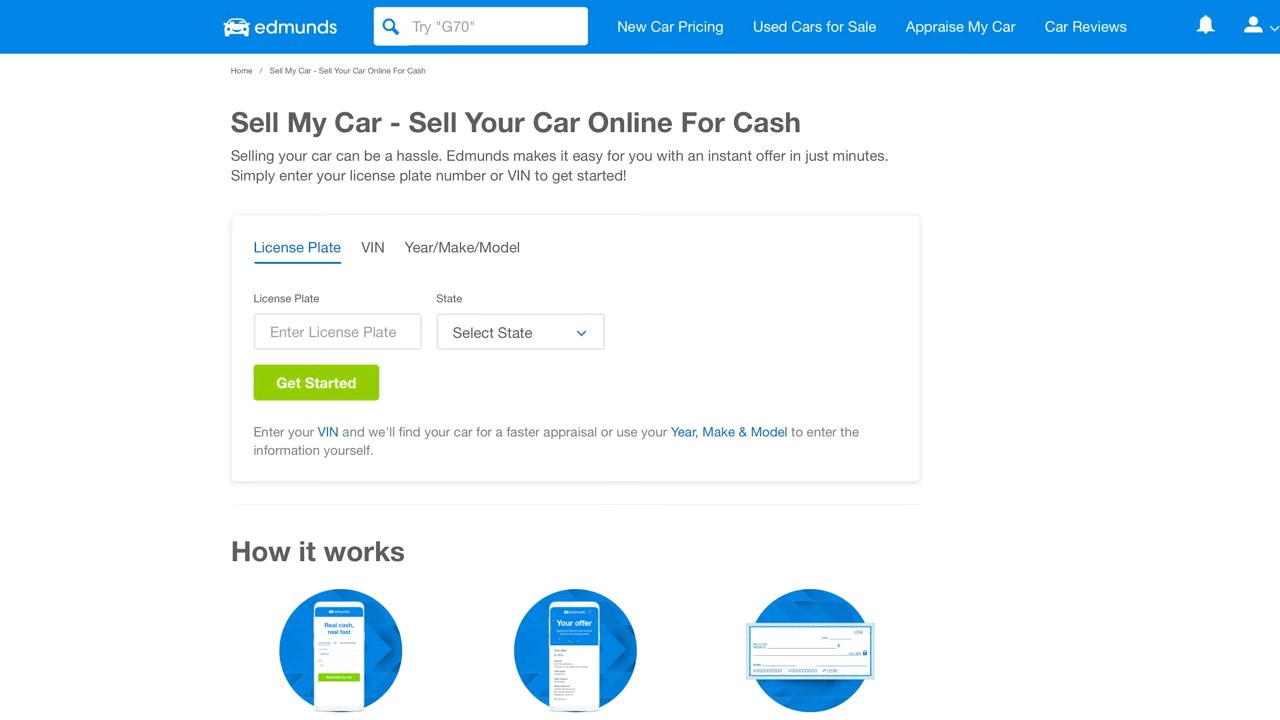 edmunds
Try "G70"
New Car Pricing
Used Cars for Sale
Appraise My Car
Car Reviews
Home / Sell My Car - Sell Your Car Online For Cash
Sell My Car - Sell Your Car Online For Cash
Selling your car can be a hassle. Edmunds makes it easy for you with an instant offer in just minutes.
Simply enter your license plate number or VIN to get started!
License Plate VIN Year/Make/Model
License Plate State
Enter License Plate Select State
Get Started
Enter your VIN and we'll find your car for a faster appraisal or use your Year, Make & Model to enter the
information yourself.
How it works
edmunds
Real cash,
real fast
Appraise my car
edmunds
Your offer